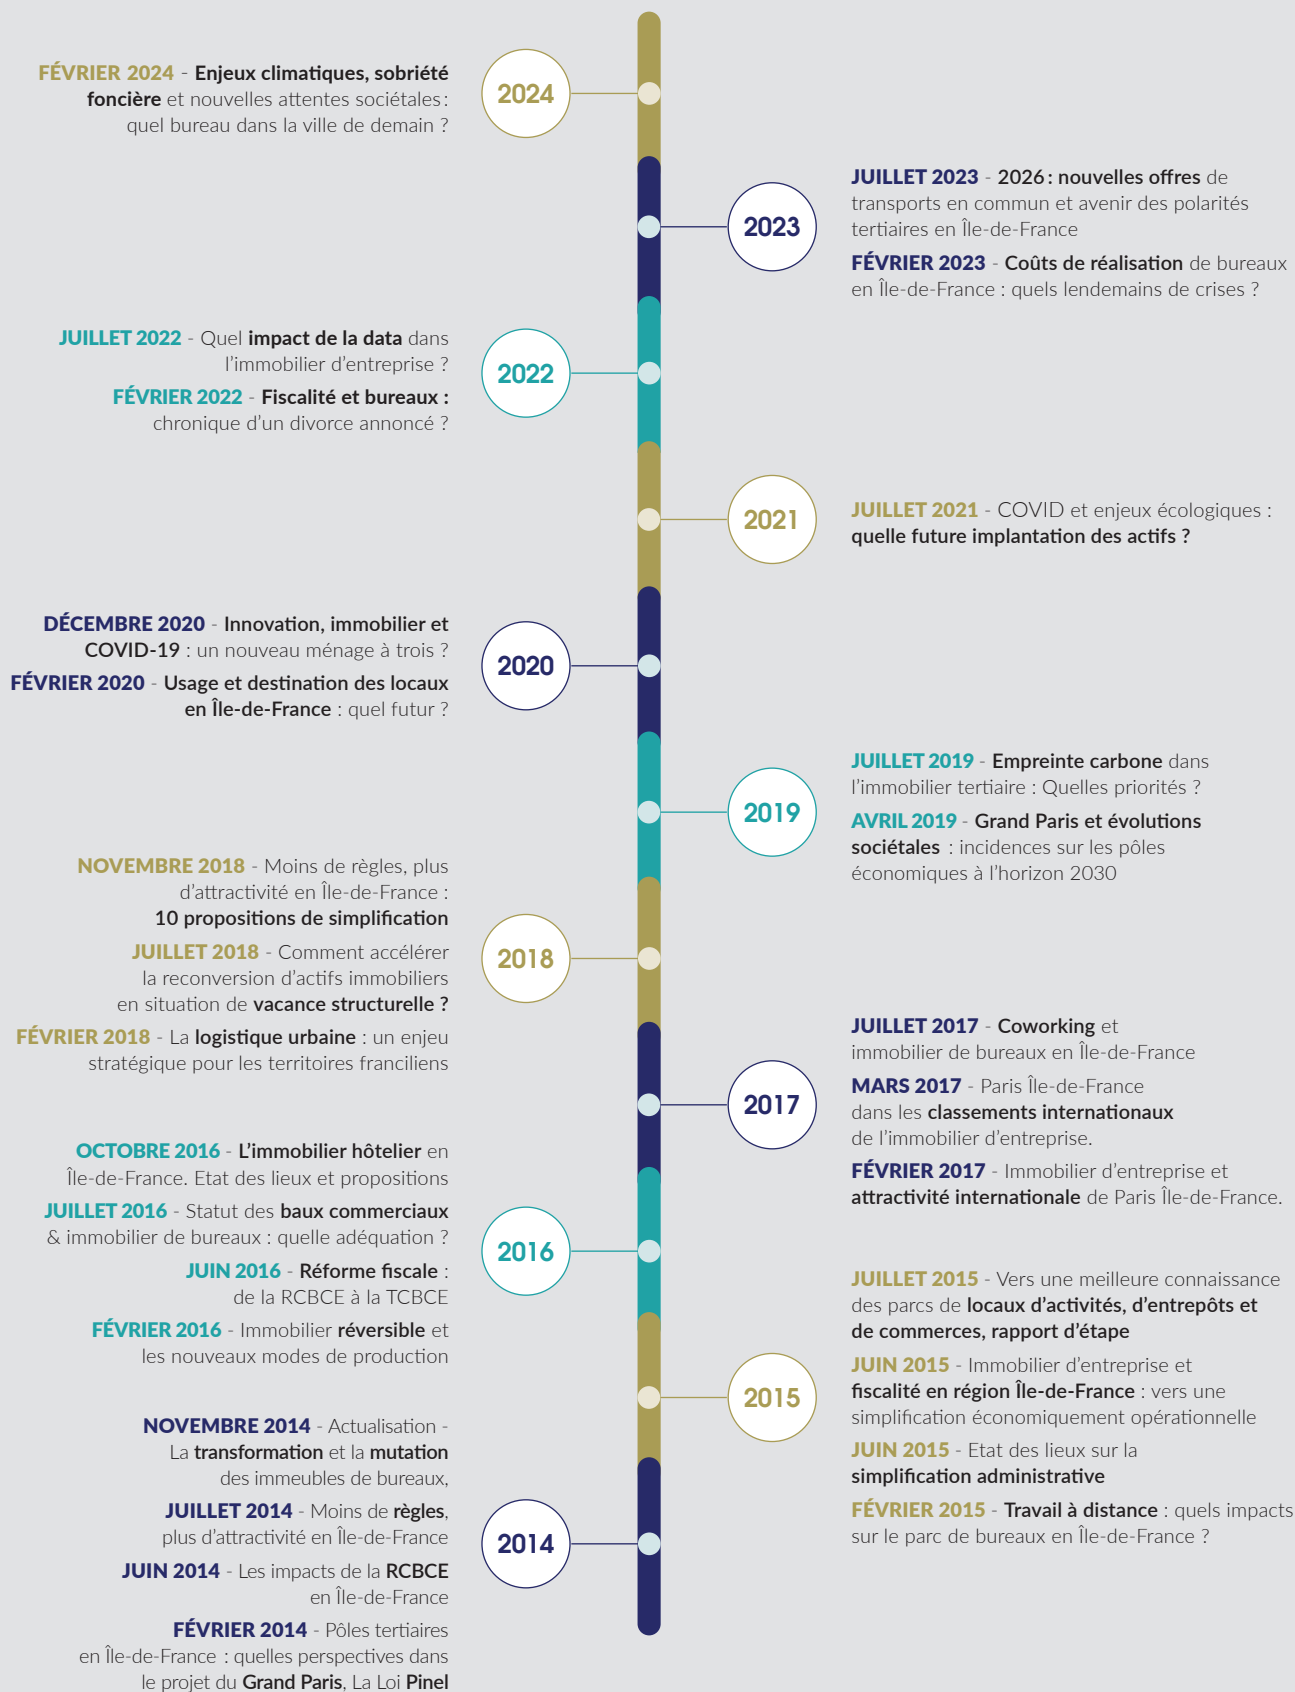 FÉVRIER 2024 - Enjeux climatiques, sobriété
foncière et nouvelles attentes sociétales :
quel bureau dans la ville de demain ?
2024
JUILLET 2023 - 2026 : nouvelles offres de
transports en commun et avenir des polarités
tertiaires en Île-de-France
FÉVRIER 2023 - Coûts de réalisation de bureaux
en Île-de-France : quels lendemains de crises ?
2023
JUILLET 2022 - Quel impact de la data dans
l’immobilier d’entreprise ?
FÉVRIER 2022 - Fiscalité et bureaux :
chronique d’un divorce annoncé ?
2022
JUILLET 2021 - COVID et enjeux écologiques :
quelle future implantation des actifs ?
2021
DÉCEMBRE 2020 - Innovation, immobilier et
COVID-19 : un nouveau ménage à trois ?
FÉVRIER 2020 - Usage et destination des locaux
en Île-de-France : quel futur ?
2020
JUILLET 2019 - Empreinte carbone dans
l’immobilier tertiaire : Quelles priorités ?
AVRIL 2019 - Grand Paris et évolutions
sociétales : incidences sur les pôles
économiques à l’horizon 2030
2019
NOVEMBRE 2018 - Moins de règles, plus
d’attractivité en Île-de-France :
10 propositions de simplification
JUILLET 2018 - Comment accélérer
la reconversion d’actifs immobiliers
en situation de vacance structurelle ?
FÉVRIER 2018 - La logistique urbaine : un enjeu
stratégique pour les territoires franciliens
2018
JUILLET 2017 - Coworking et
immobilier de bureaux en Île-de-France
MARS 2017 - Paris Île-de-France
dans les classements internationaux
de l’immobilier d’entreprise.
FÉVRIER 2017 - Immobilier d’entreprise et
attractivité internationale de Paris Île-de-France.
2017
OCTOBRE 2016 - L’immobilier hôtelier en
Île-de-France. Etat des lieux et propositions
JUILLET 2016 - Statut des baux commerciaux
& immobilier de bureaux : quelle adéquation ?
JUIN 2016 - Réforme fiscale :
de la RCBCE à la TCBCE
FÉVRIER 2016 - Immobilier réversible et
les nouveaux modes de production
2016
JUILLET 2015 - Vers une meilleure connaissance
des parcs de locaux d’activités, d’entrepôts et
de commerces, rapport d’étape
JUIN 2015 - Immobilier d’entreprise et
fiscalité en région Île-de-France : vers une
simplification économiquement opérationnelle
JUIN 2015 - Etat des lieux sur la
simplification administrative
FÉVRIER 2015 - Travail à distance : quels impacts
sur le parc de bureaux en Île-de-France ?
2015
NOVEMBRE 2014 - Actualisation -
La transformation et la mutation
des immeubles de bureaux,
JUILLET 2014 - Moins de règles,
plus d’attractivité en Île-de-France
JUIN 2014 - Les impacts de la RCBCE
en Île-de-France
FÉVRIER 2014 - Pôles tertiaires
en Île-de-France : quelles perspectives dans
le projet du Grand Paris, La Loi Pinel
2014